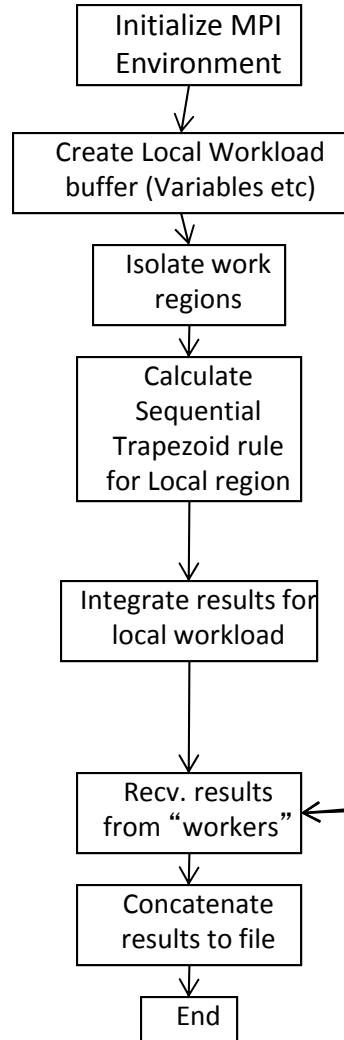 Initialize MPI
Environment
Create Local Workload
buffer (Variables etc)
Isolate work
regions
Calculate
Sequential
Trapezoid rule
for Local region
Integrate results for
local workload
Recv. results
from “workers”
Concatenate
results to file
End